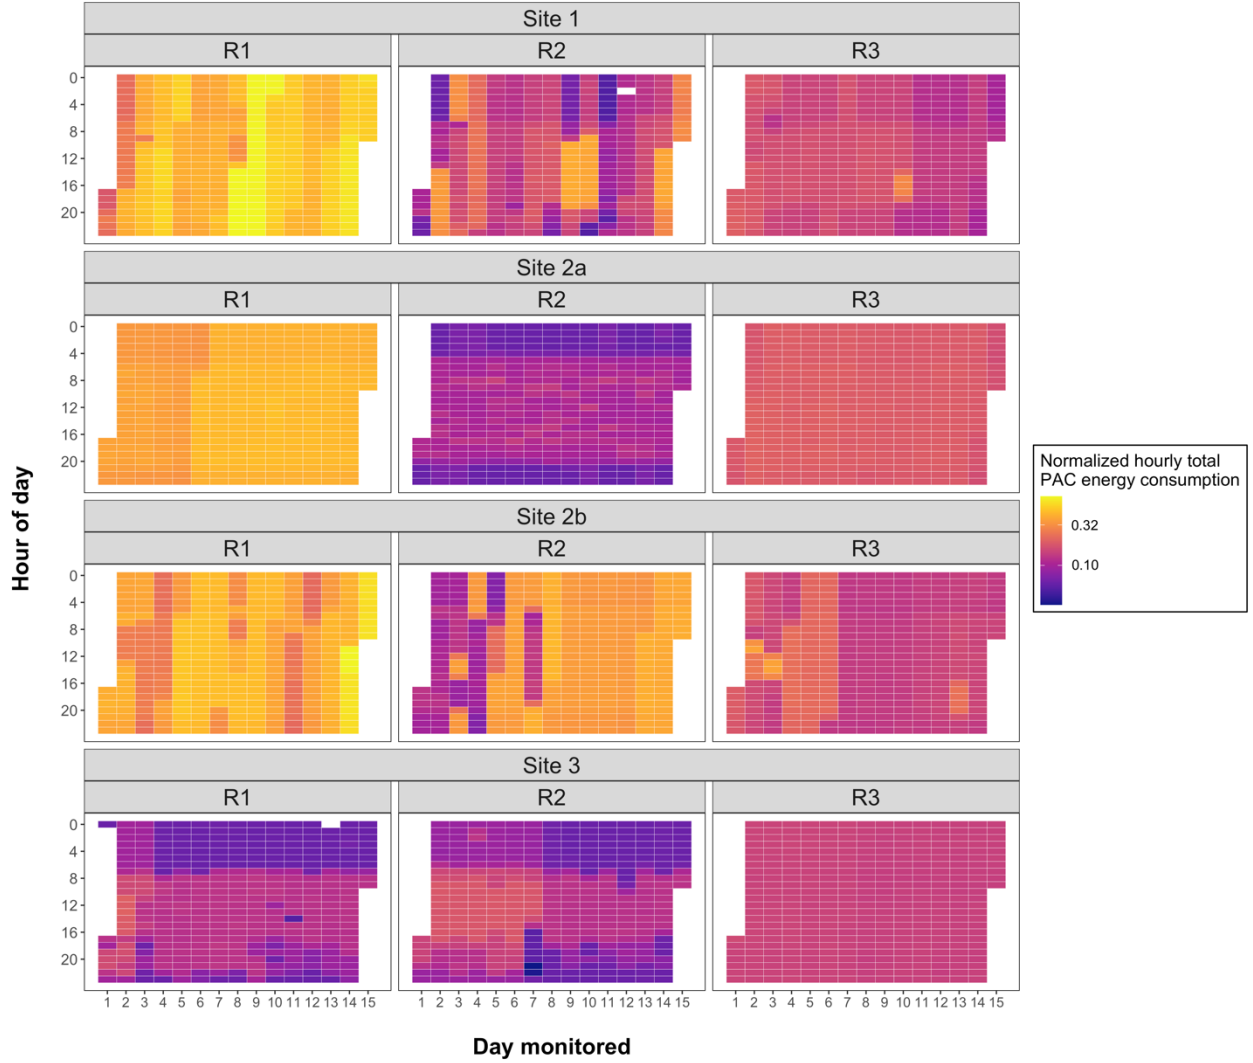 Site 1
R1 R2 R3
0
4
8
12
16
20
Site 2a
R1 R2 R3
0
4
8
12
16
20
Site 2b
R1 R2 R3
0
4
8
12
16
20
Site 3
R1 R2 R3
0
4
8
12
16
20
1 2 3 4 5 6 7 8 9 10 11 12 13 14 15 1 2 3 4 5 6 7 8 9 10 11 12 13 14 15 1 2 3 4 5 6 7 8 9 10 11 12 13 14 15
Day monitored
Hour of day
Normalized hourly total
PAC energy consumption
0.32
0.10